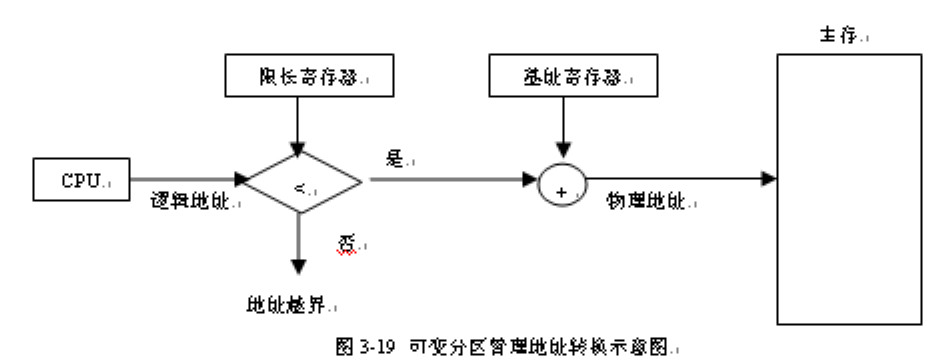 主存
限长寄存器
基址寄存器
CPU
逻辑地址
<
是
+
物理地址
否
地址越界
图 3-19 可变分区管理地址转换示意图